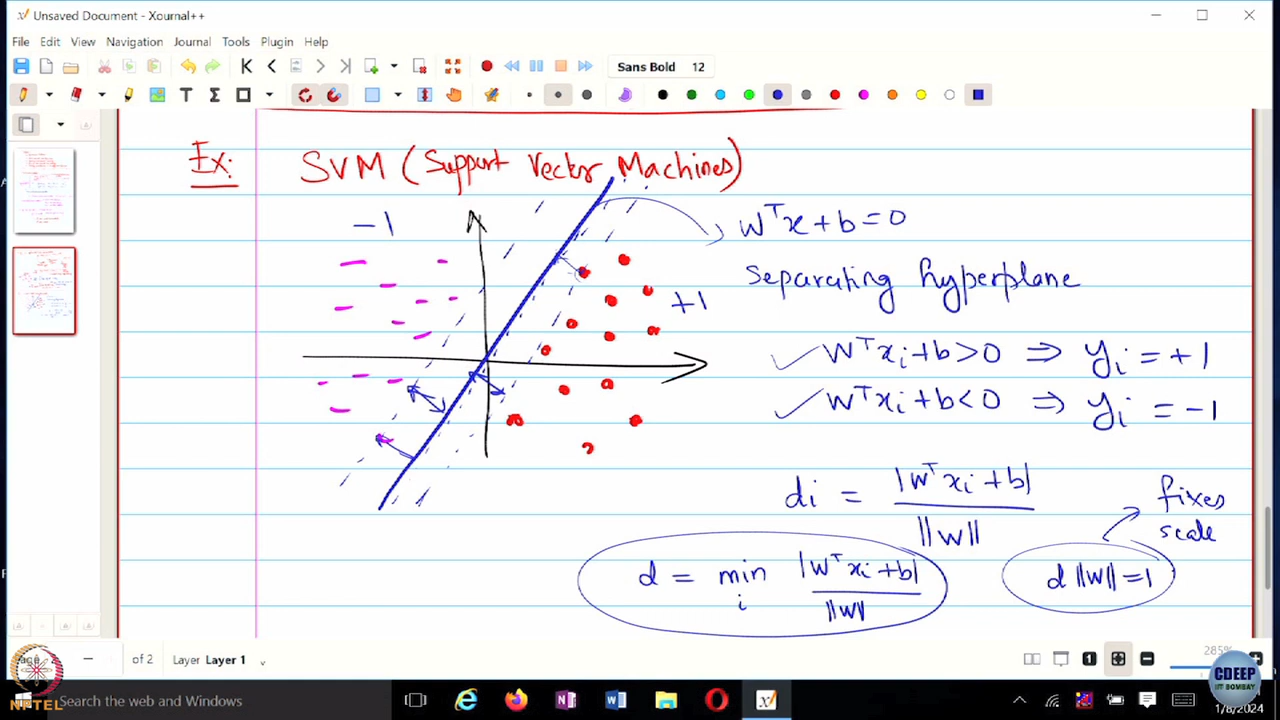 Unsaved Document - Xournal++
File Edit View Navigation Journal Tools Plugin Help
Sans Bold 12
Ex: SVM (Support Vector Machines)
-1
wᵀx + b = 0
Separating hyperplane
+1
wᵀxᵢ + b > 0 ⇒ yᵢ = +1
wᵀxᵢ + b < 0 ⇒ yᵢ = -1
dᵢ = |wᵀxᵢ + b| / ||w||
fixes scale
d = min i |wᵀxᵢ + b| / ||w||
d ||w|| = 1
of 2 Layer Layer 1
285%
Search the web and Windows
NPTEL
CDEEP
IIT BOMBAY
1/8/2024